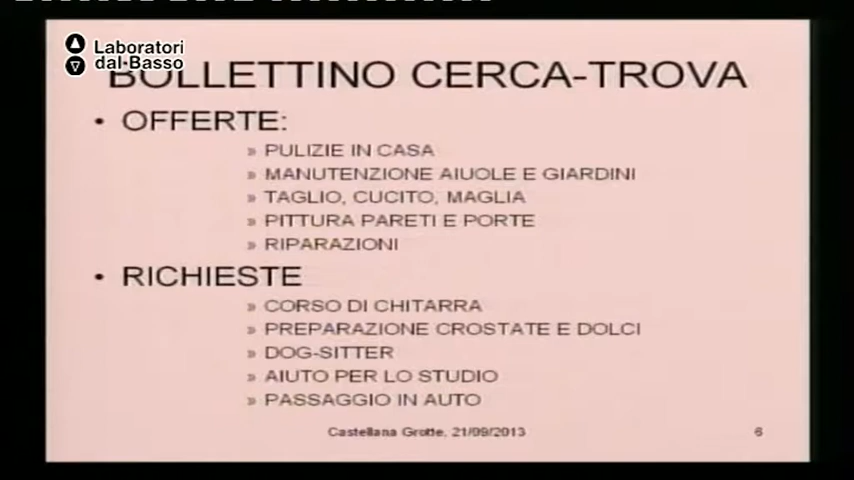 Laboratori
dal·Basso
BOLLETTINO CERCA-TROVA
• OFFERTE:
» PULIZIE IN CASA
» MANUTENZIONE AIUOLE E GIARDINI
» TAGLIO, CUCITO, MAGLIA
» PITTURA PARETI E PORTE
» RIPARAZIONI
• RICHIESTE
» CORSO DI CHITARRA
» PREPARAZIONE CROSTATE E DOLCI
» DOG-SITTER
» AIUTO PER LO STUDIO
» PASSAGGIO IN AUTO
Castellana Grotte, 21/09/2013
6